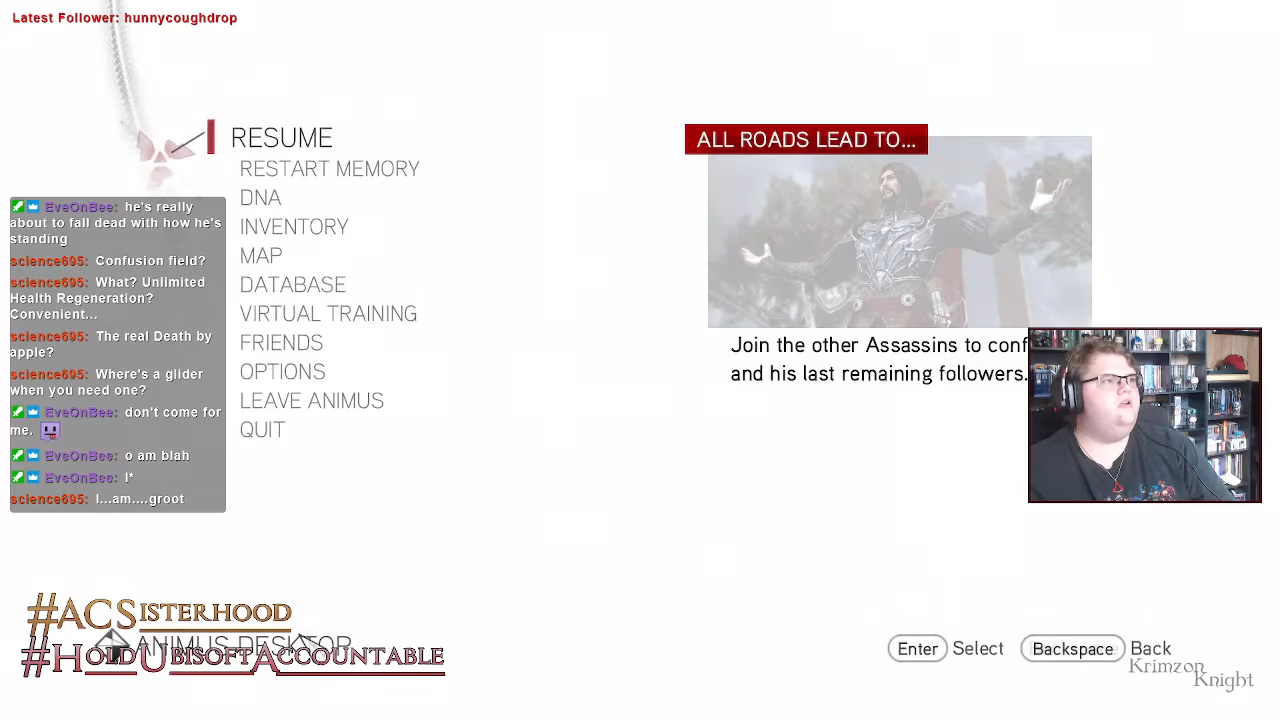 Latest Follower: hunnycoughdrop
RESUME
RESTART MEMORY
DNA
INVENTORY
MAP
DATABASE
VIRTUAL TRAINING
FRIENDS
OPTIONS
LEAVE ANIMUS
QUIT
EveOnBee: he's really
about to fall dead with how he's
standing
science695: Confusion field?
science695: What? Unlimited
Health Regeneration?
Convenient...
science695: The real Death by
apple?
science695: Where's a glider
when you need one?
EveOnBee: don't come for
me.
EveOnBee: o am blah
EveOnBee: I*
science695: I...am....groot
ALL ROADS LEAD TO...
Join the other Assassins to conf
and his last remaining followers.
#ACSISTERHOOD
ANIMUS DESKTOP
#HOLDUBISOFTACCOUNTABLE
Enter Select Backspace Back
Krimzon
Knight